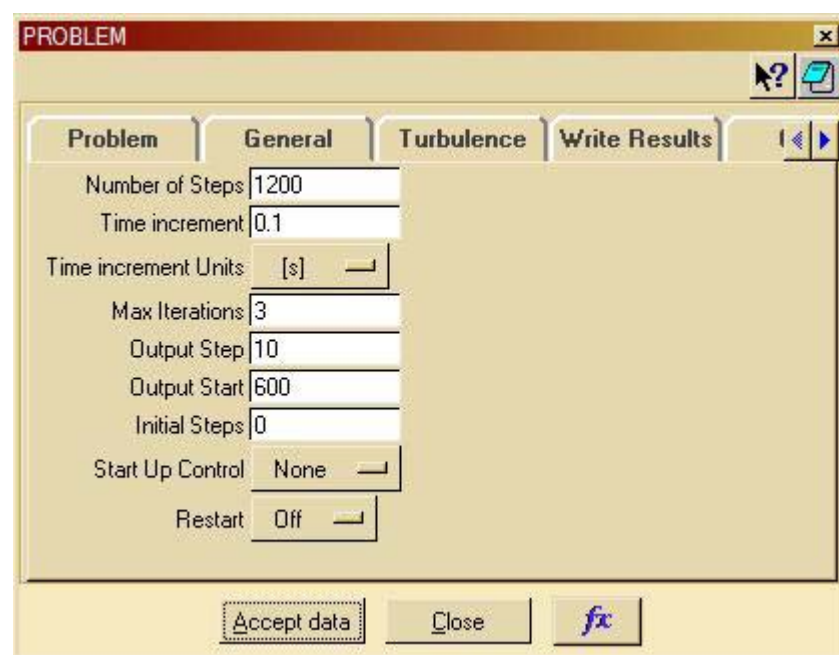 PROBLEM
?
Problem General Turbulence Write Results
Number of Steps 1200
Time increment 0.1
Time increment Units [s]
Max Iterations 3
Output Step 10
Output Start 600
Initial Steps 0
Start Up Control None
Restart Off
Accept data Close fx